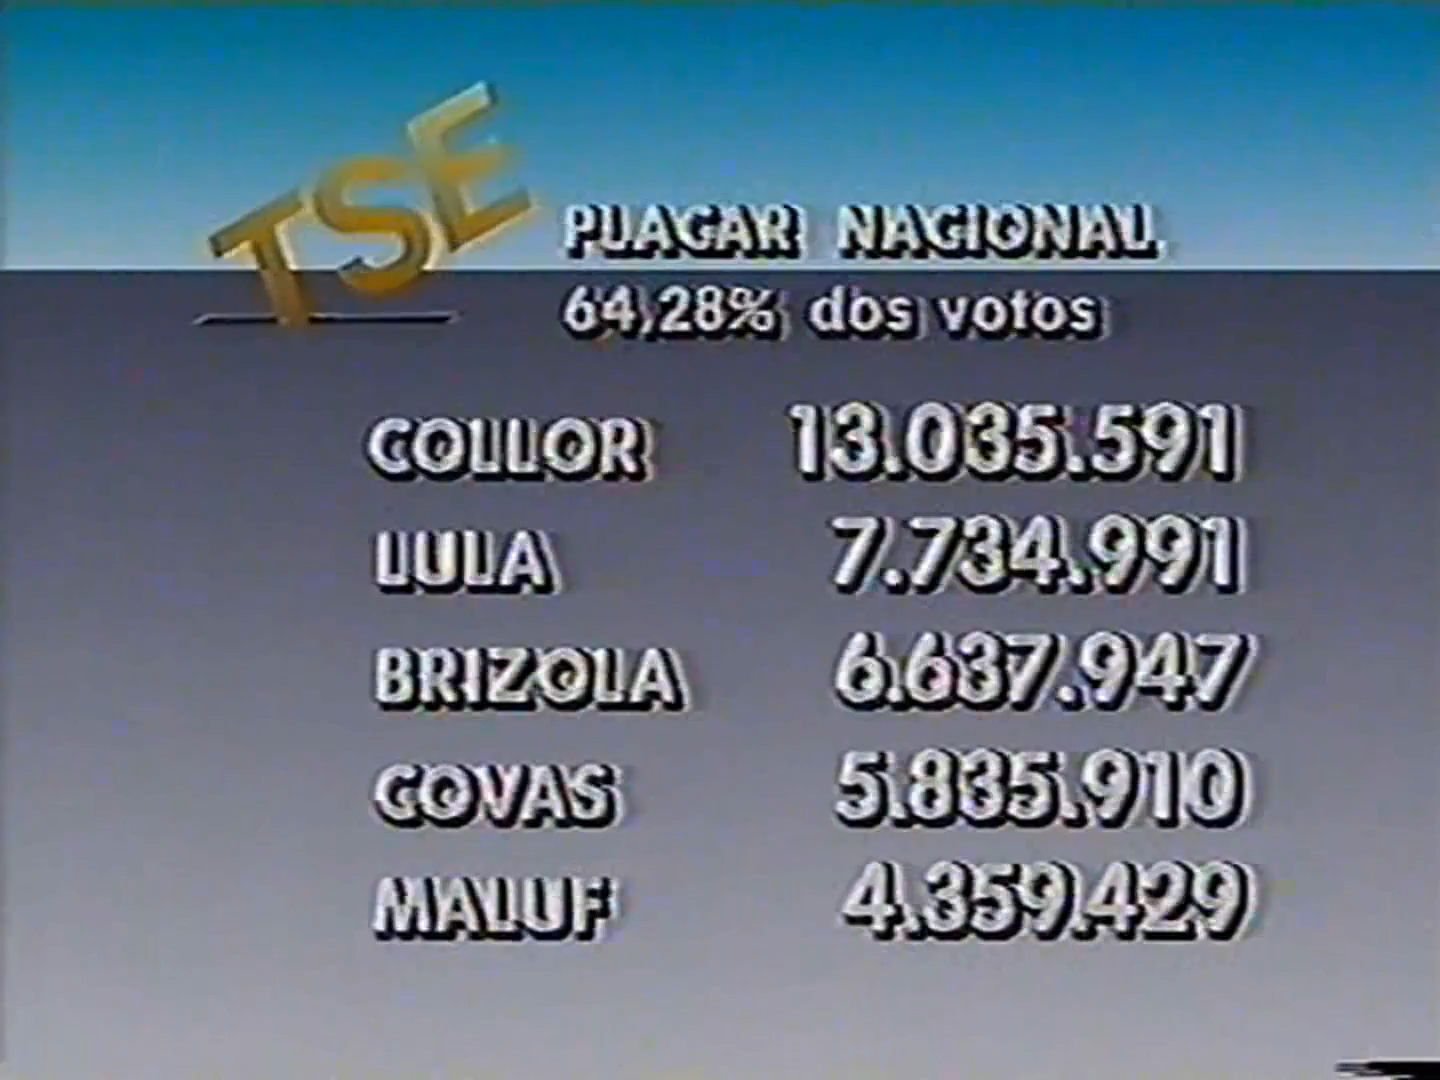 TSE
PLACAR NACIONAL
64,28% dos votos
COLLOR 13.035.591
LULA 7.734.991
BRIZOLA 6.637.947
COVAS 5.835.910
MALUF 4.359.429